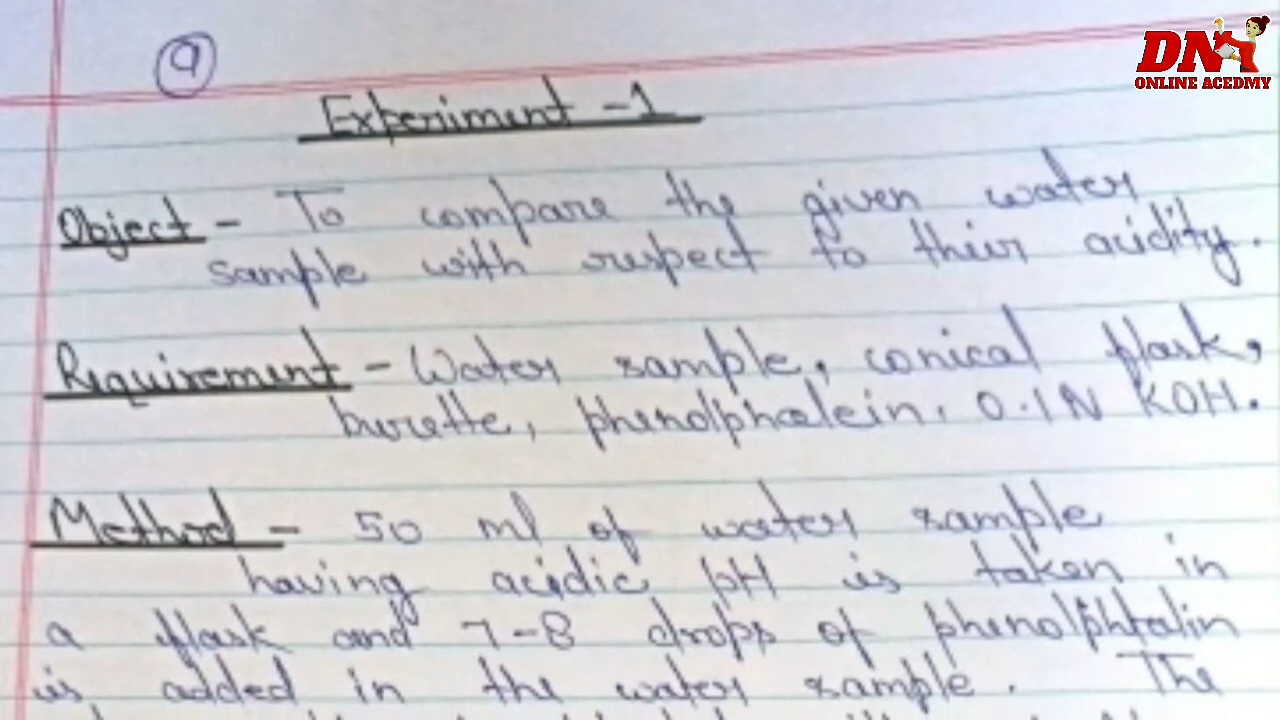 9
DNA
ONLINE ACEDMY
Experiment -1
Object - To compare the given water
sample with respect to their acidity.
Requirement - Water sample, conical flask,
burette, phenolphalein, 0.1N KOH.
Method - 50 ml of water sample
having acidic pH is taken in
a flask and 7-8 drops of phenolphtalin
is added in the water sample. The